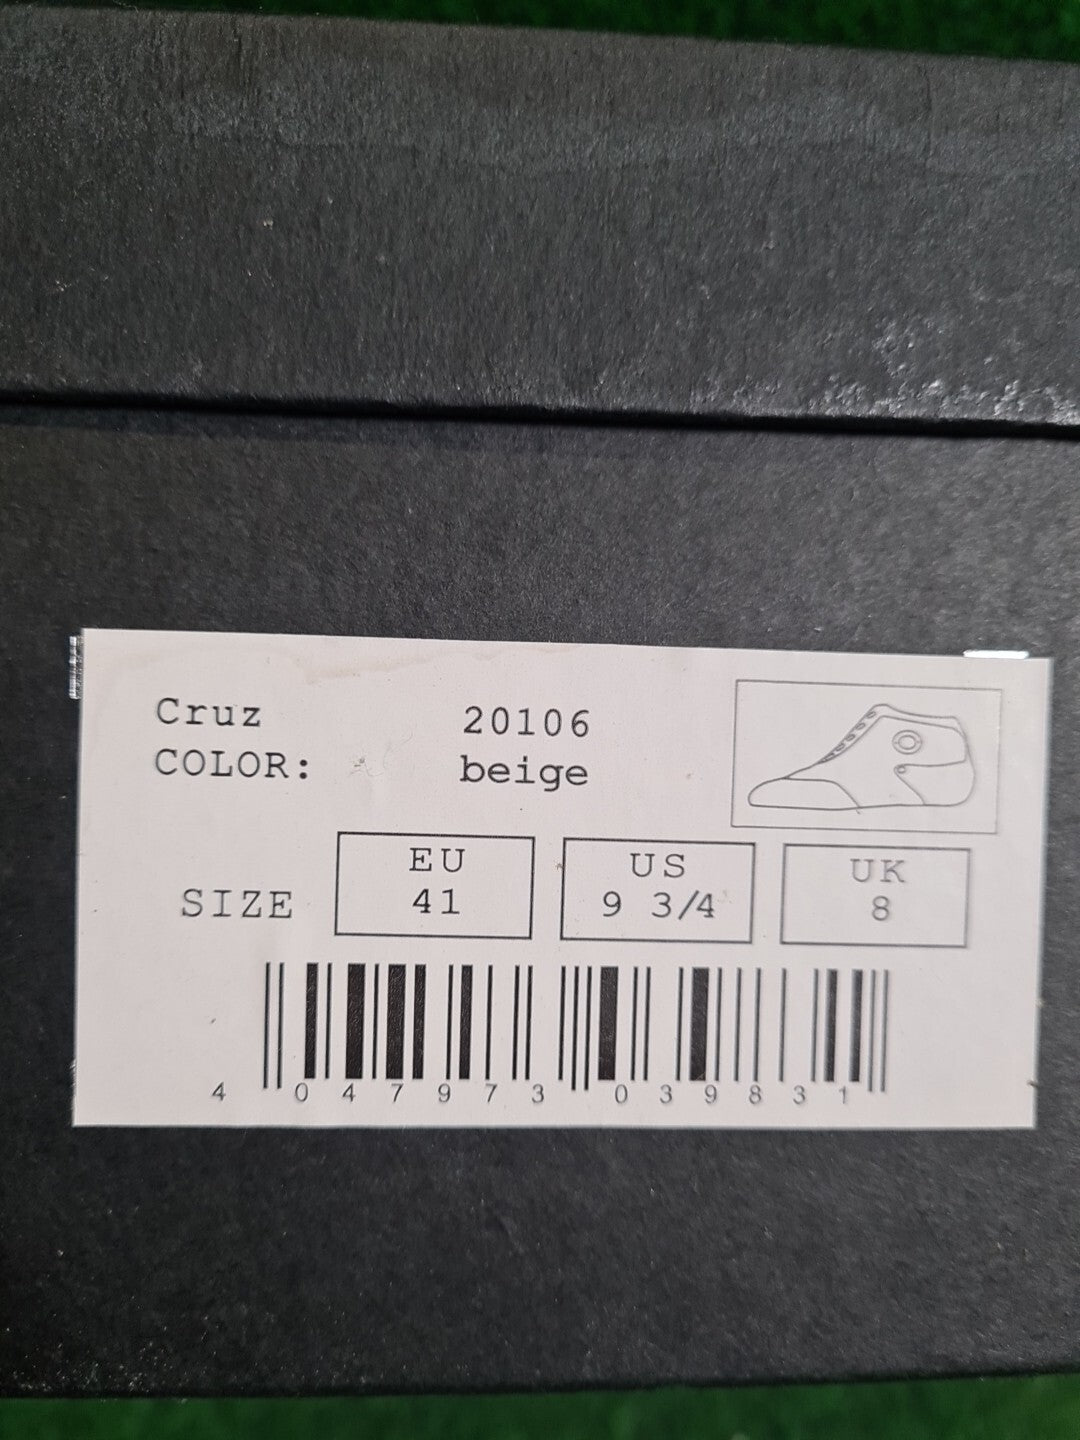 Cruz 20106
COLOR: beige
SIZE
EU
41
US
9 3/4
UK
8
4 047973 039831